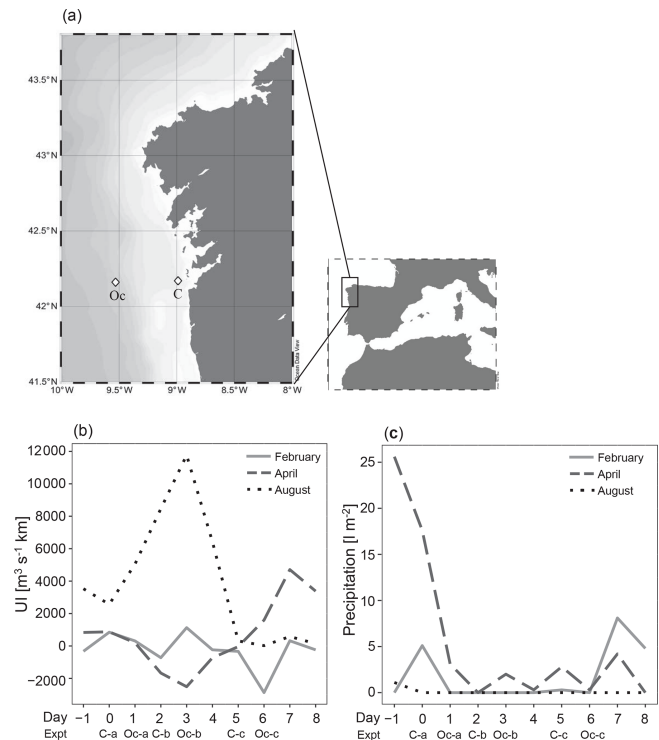 (a)
43.5°N
43°N
42.5°N
42°N
41.5°N
Oc
C
10°W 9.5°W 9°W 8.5°W 8°W
Ocean Data View
(b)
UI [m³ s⁻¹ km]
12000
10000
8000
6000
4000
2000
0
−2000
February
April
August
Day −1 0 1 2 3 4 5 6 7 8
Expt C-a Oc-a C-b Oc-b C-c Oc-c
(c)
Precipitation [l m⁻²]
25
20
15
10
5
0
February
April
August
Day −1 0 1 2 3 4 5 6 7 8
Expt C-a Oc-a C-b Oc-b C-c Oc-c